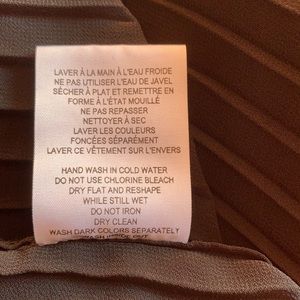 LAVER À LA MAIN À L'EAU FROIDE
NE PAS UTILISER L'EAU DE JAVEL
SÉCHER À PLAT ET REMETTRE EN
FORME À L'ÉTAT MOUILLÉ
NE PAS REPASSER
NETTOYER À SEC
LAVER LES COULEURS
FONCÉES SÉPARÉMENT
LAVER CE VÊTEMENT SUR L'ENVERS
HAND WASH IN COLD WATER
DO NOT USE CHLORINE BLEACH
DRY FLAT AND RESHAPE
WHILE STILL WET
DO NOT IRON
DRY CLEAN
WASH DARK COLORS SEPARATELY